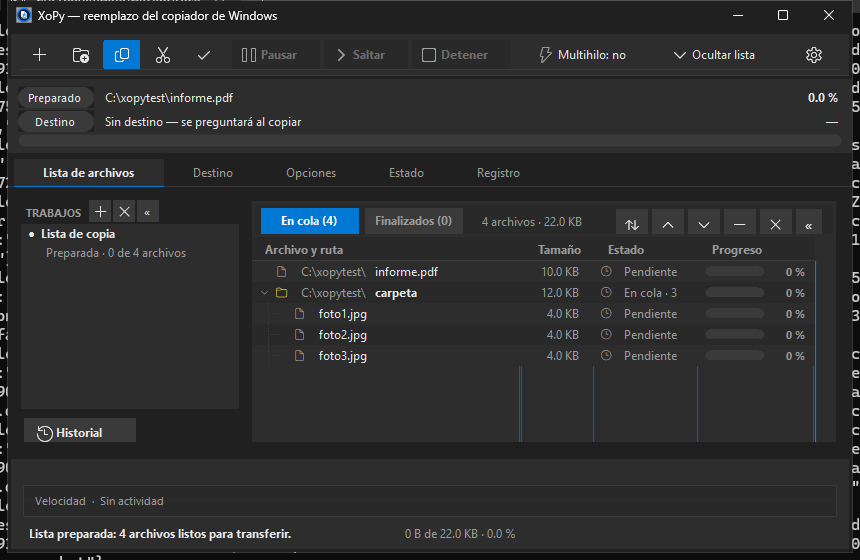 XoPy — reemplazo del copiador de Windows
Pausar Saltar Detener Multihilo: no Ocultar lista
Preparado C:\xopytest\informe.pdf 0.0 %
Destino Sin destino — se preguntará al copiar —
Lista de archivos Destino Opciones Estado Registro
TRABAJOS + × «
En cola (4) Finalizados (0) 4 archivos · 22.0 KB «
Lista de copia
Preparada · 0 de 4 archivos
Archivo y ruta Tamaño Estado Progreso
C:\xopytest\ informe.pdf 10.0 KB Pendiente 0 %
C:\xopytest\ carpeta 12.0 KB En cola · 3 0 %
foto1.jpg 4.0 KB Pendiente 0 %
foto2.jpg 4.0 KB Pendiente 0 %
foto3.jpg 4.0 KB Pendiente 0 %
Historial
Velocidad · Sin actividad
Lista preparada: 4 archivos listos para transferir. 0 B de 22.0 KB · 0.0 %